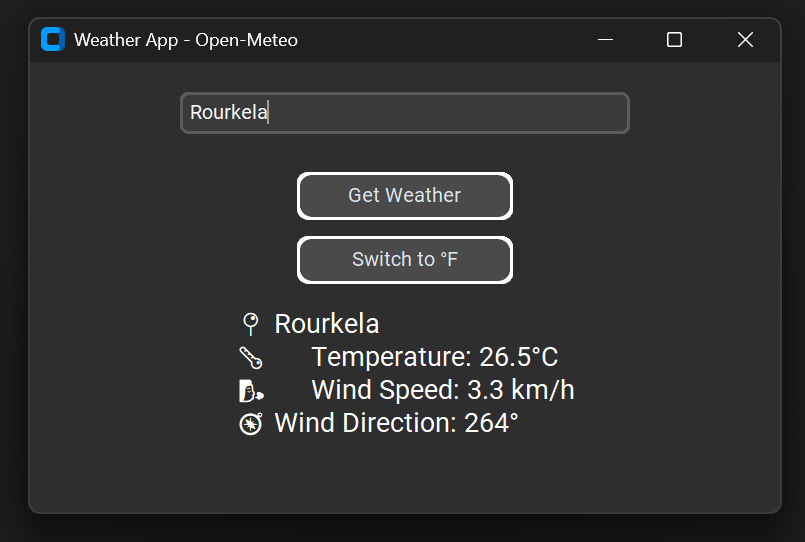 Weather App - Open-Meteo
Rourkela
Get Weather
Switch to °F
📍 Rourkela
🌡️ Temperature: 26.5°C
🌬️ Wind Speed: 3.3 km/h
🧭 Wind Direction: 264°